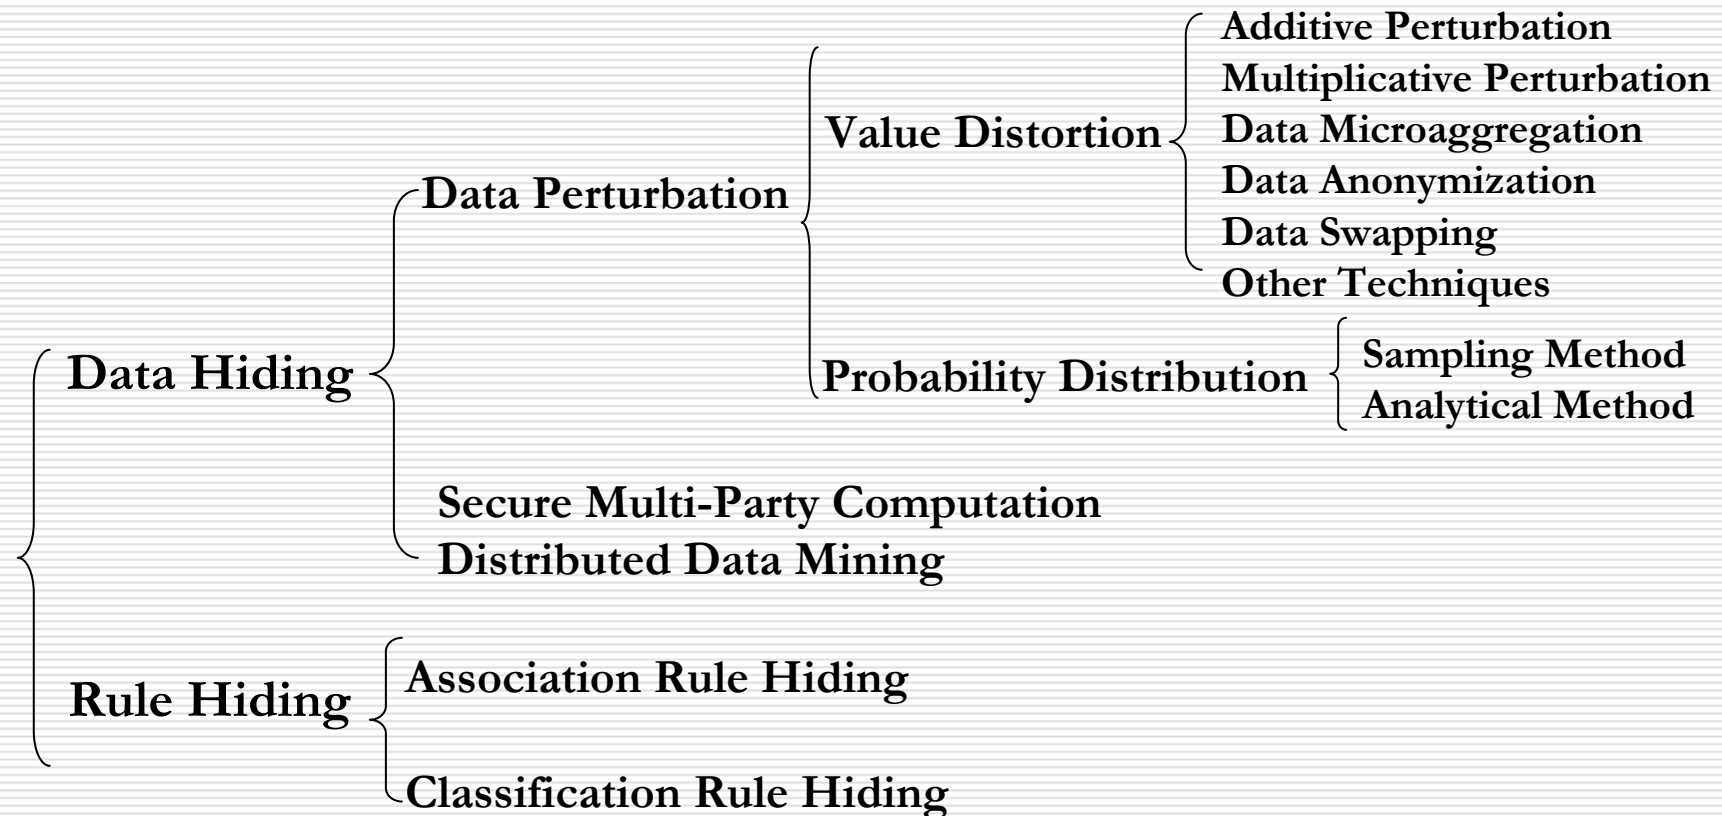 Additive Perturbation
Multiplicative Perturbation
Value Distortion
Data Microaggregation
Data Anonymization
Data Perturbation
Data Swapping
Other Techniques
Data Hiding
Probability Distribution
Sampling Method
Analytical Method
Secure Multi-Party Computation
Distributed Data Mining
Rule Hiding
Association Rule Hiding
Classification Rule Hiding